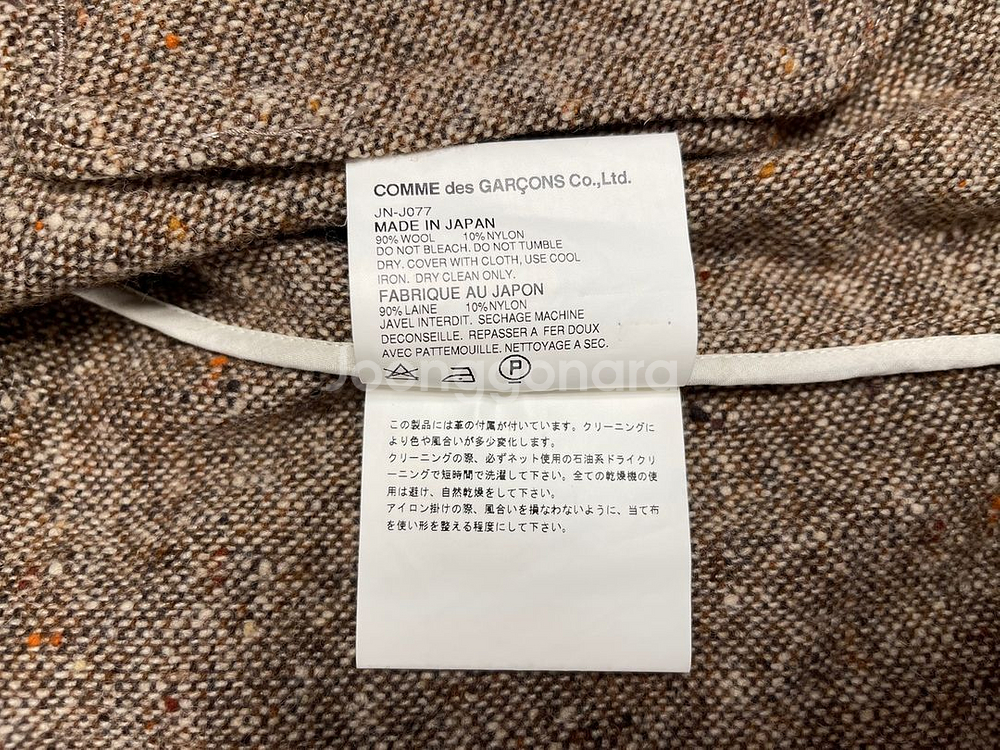 COMME des GARÇONS Co.,Ltd.
JN-J077
MADE IN JAPAN
90% WOOL 10% NYLON
DO NOT BLEACH. DO NOT TUMBLE
DRY. COVER WITH CLOTH, USE COOL
IRON. DRY CLEAN ONLY.
FABRIQUE AU JAPON
90% LAINE 10% NYLON
JAVEL INTERDIT. SECHAGE MACHINE
DECONSEILLE. REPASSER A FER DOUX
AVEC PATTEMOUILLE. NETTOYAGE A SEC.
P
Joonggonara
この製品には革の付属が付いています。クリーニングに
より色や風合いが多少変化します。
クリーニングの際、必ずネット使用の石油系ドライクリ
ーニングで短時間で洗濯して下さい。全ての乾燥機の使
用は避け、自然乾燥をして下さい。
アイロン掛けの際、風合いを損なわないように、当て布
を使い形を整える程度にして下さい。